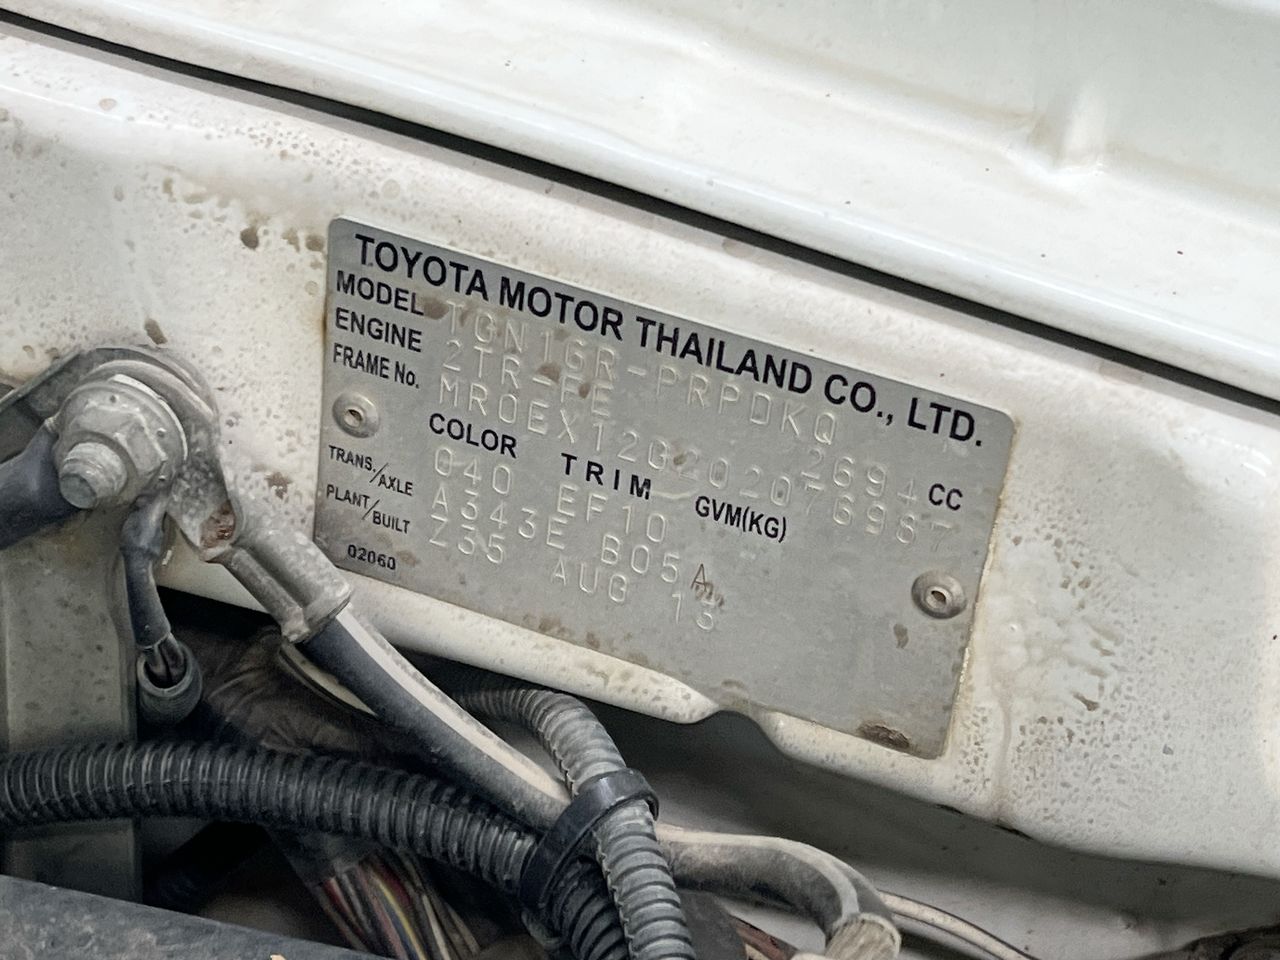 TOYOTA MOTOR THAILAND CO., LTD.
MODEL TGN16R-PRPDKQ
ENGINE 2TR-FE 2694 CC
FRAME No. MR0EX12G202076987
COLOR TRIM GVM(KG)
040 EF10
TRANS./AXLE A343E B05A
PLANT/BUILT Z35 AUG 13
02060